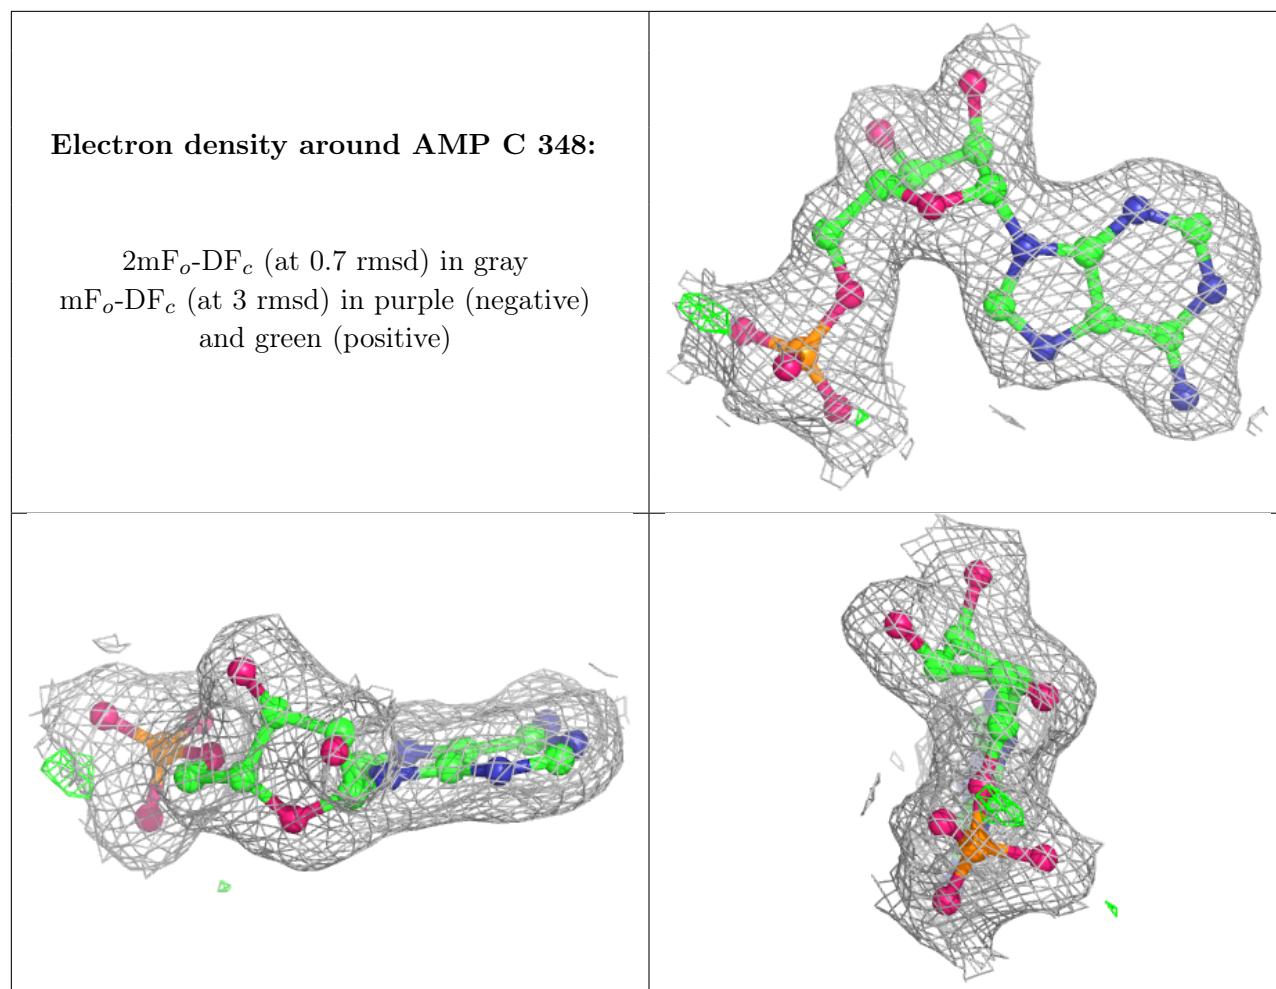 Electron density around AMP C 348:
2mFo-DFc (at 0.7 rmsd) in gray
mFo-DFc (at 3 rmsd) in purple (negative)
and green (positive)